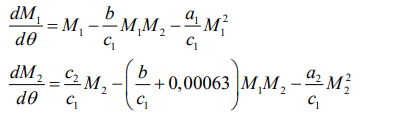 dM₁/dθ = M₁ − (b/c₁) M₁M₂ − (a₁/c₁) M₁²
dM₂/dθ = (c₂/c₁) M₂ − (b/c₁ + 0,00063) M₁M₂ − (a₂/c₁) M₂²